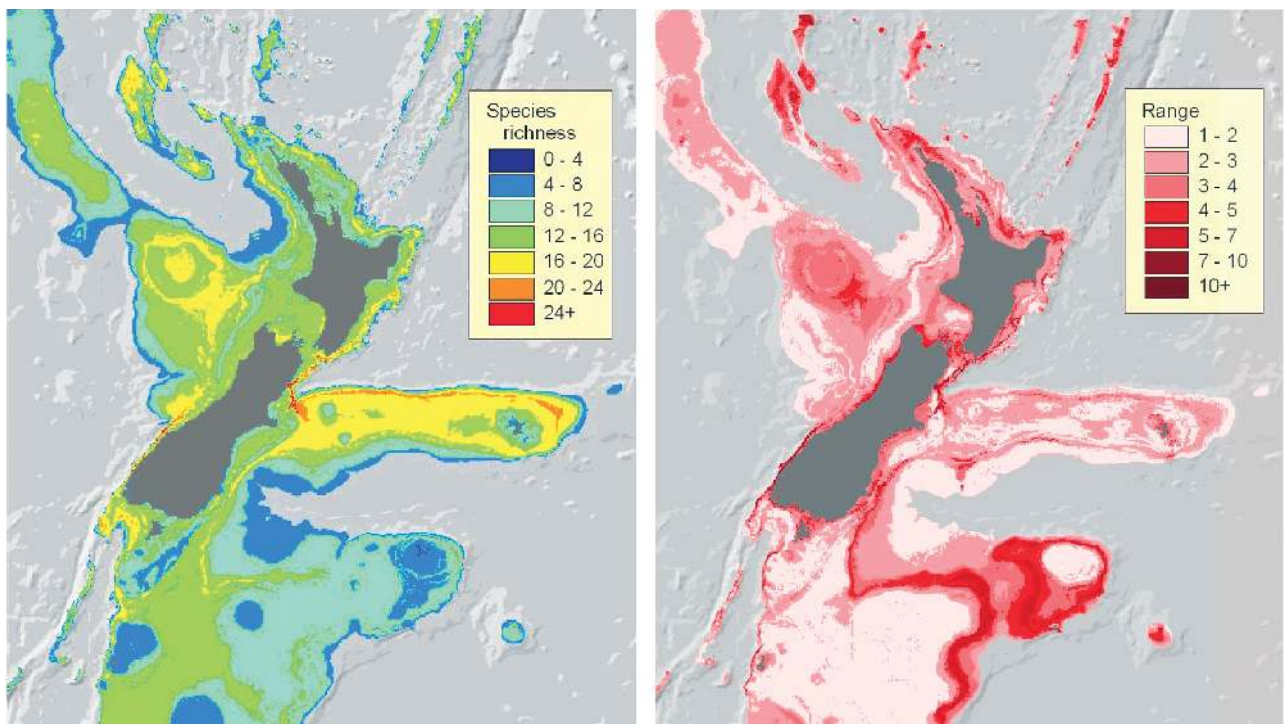 Species
richness
0 - 4
4 - 8
8 - 12
12 - 16
16 - 20
20 - 24
24+
Range
1 - 2
2 - 3
3 - 4
4 - 5
5 - 7
7 - 10
10+